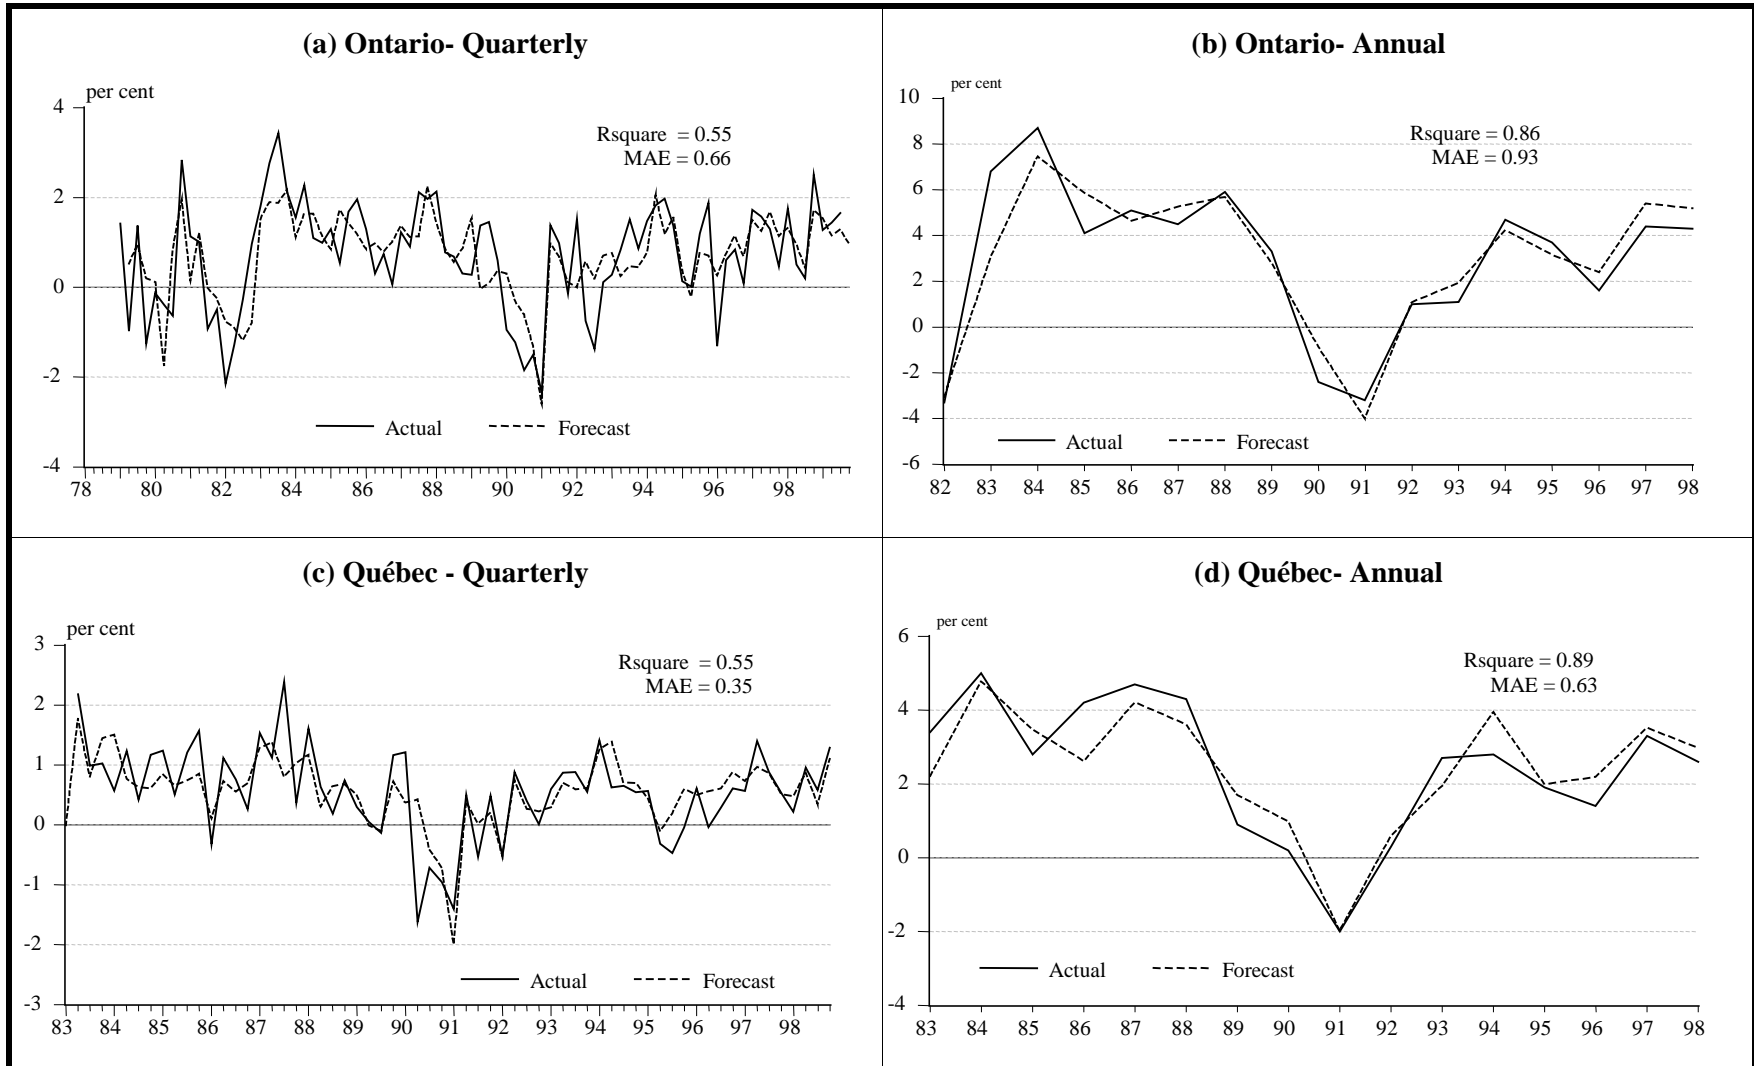 (a) Ontario- Quarterly
per cent
4
2
0
-2
-4
Rsquare = 0.55
MAE = 0.66
Actual
Forecast
78 80 82 84 86 88 90 92 94 96 98
(b) Ontario- Annual
per cent
10
8
6
4
2
0
-2
-4
-6
Rsquare = 0.86
MAE = 0.93
Actual
Forecast
82 83 84 85 86 87 88 89 90 91 92 93 94 95 96 97 98
(c) Québec - Quarterly
per cent
3
2
1
0
-1
-2
-3
Rsquare = 0.55
MAE = 0.35
Actual
Forecast
83 84 85 86 87 88 89 90 91 92 93 94 95 96 97 98
(d) Québec- Annual
per cent
6
4
2
0
-2
-4
Rsquare = 0.89
MAE = 0.63
Actual
Forecast
83 84 85 86 87 88 89 90 91 92 93 94 95 96 97 98